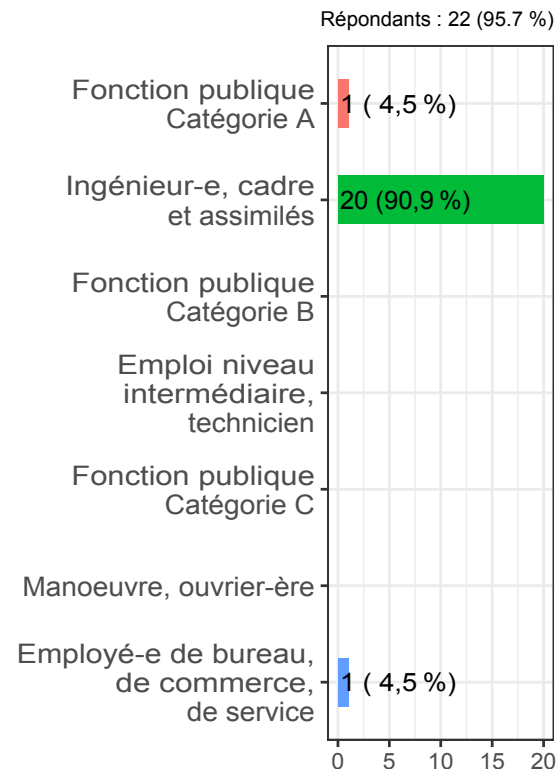 Répondants : 22 (95.7 %)
Fonction publique
Catégorie A
1 ( 4,5 %)
Ingénieur-e, cadre
et assimilés
20 (90,9 %)
Fonction publique
Catégorie B
Emploi niveau
intermédiaire,
technicien
Fonction publique
Catégorie C
Manoeuvre, ouvrier-ère
Employé-e de bureau,
de commerce,
de service
1 ( 4,5 %)
0 5 10 15 20